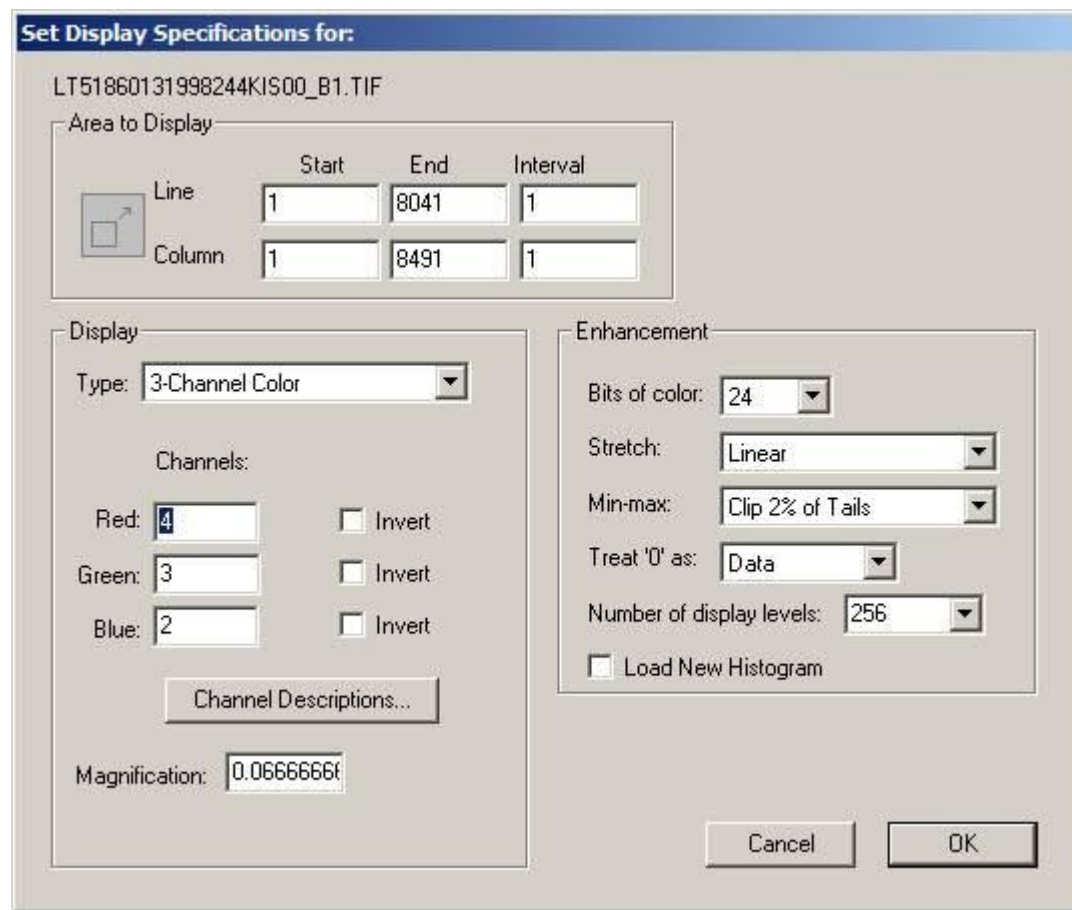 Set Display Specifications for:
LT51860131998244KIS00_B1.TIF
Area to Display
Start End Interval
Line 1 8041 1
Column 1 8491 1
Display
Type: 3-Channel Color
Channels:
Red: 4 Invert
Green: 3 Invert
Blue: 2 Invert
Channel Descriptions...
Magnification: 0.06666666
Enhancement
Bits of color: 24
Stretch: Linear
Min-max: Clip 2% of Tails
Treat '0' as: Data
Number of display levels: 256
Load New Histogram
Cancel OK